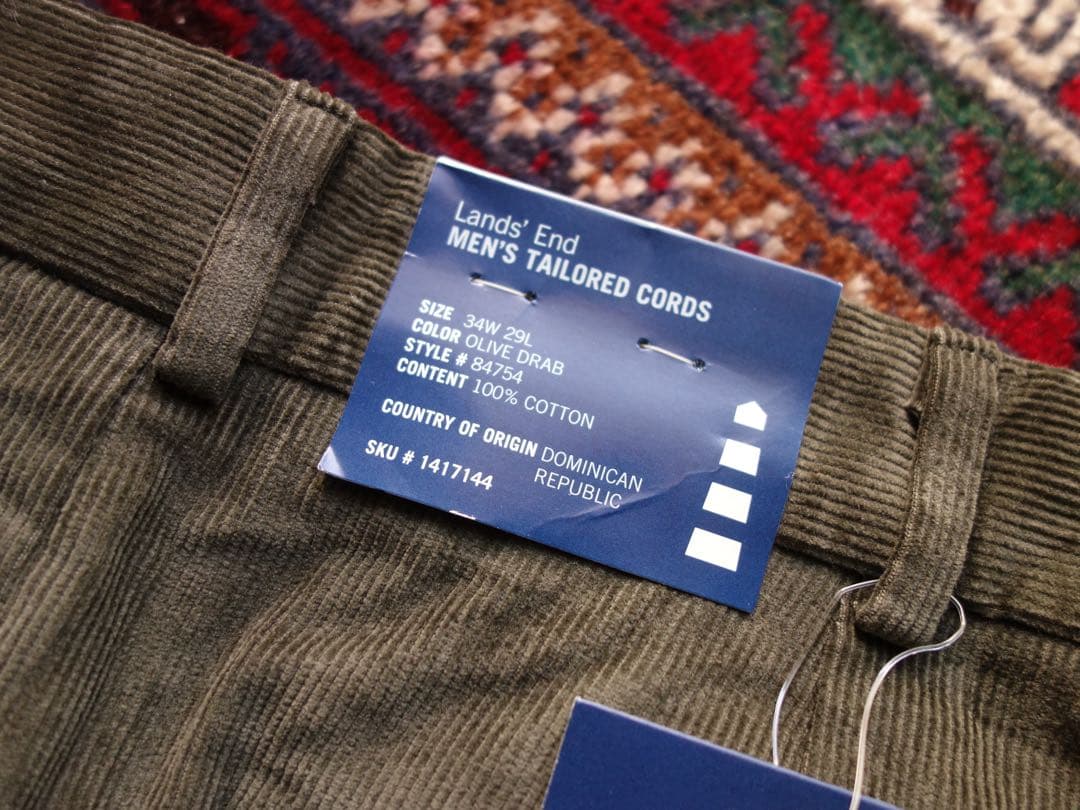 Lands' End
MEN'S TAILORED CORDS
SIZE 34W 29L
COLOR OLIVE DRAB
STYLE # 84754
CONTENT 100% COTTON
COUNTRY OF ORIGIN DOMINICAN
REPUBLIC
SKU # 1417144